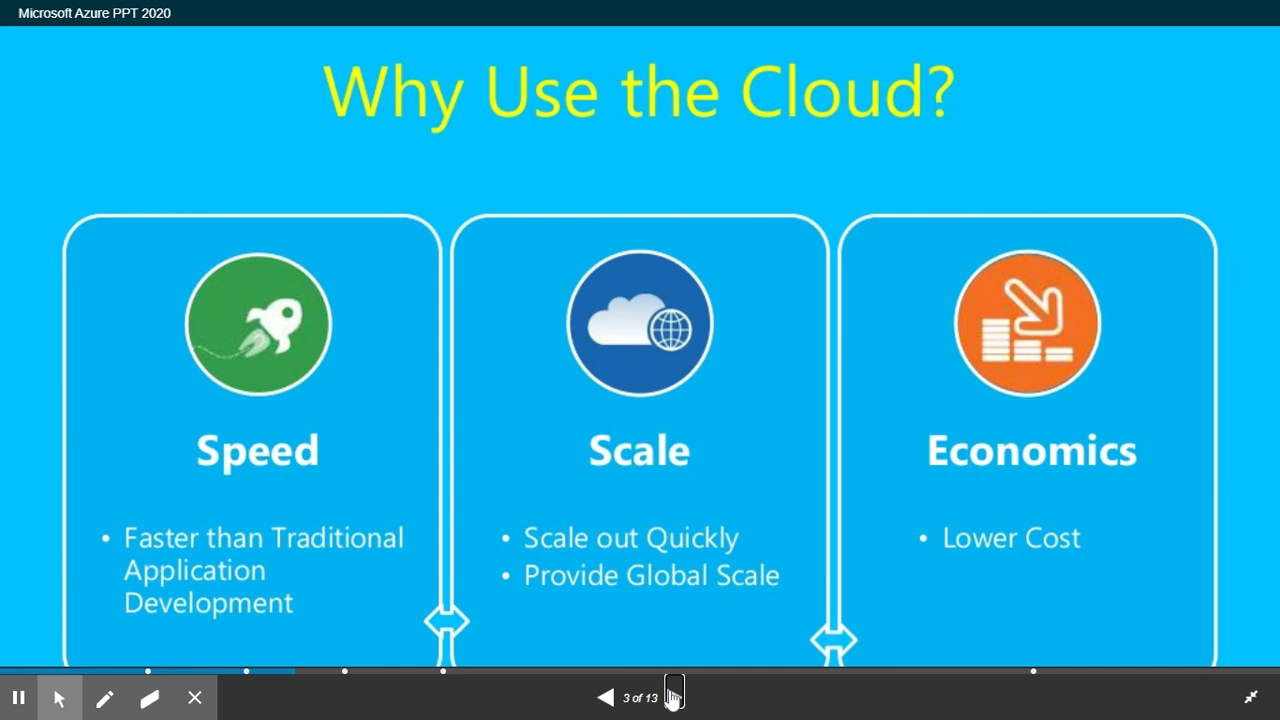 Microsoft Azure PPT 2020
Why Use the Cloud?
Speed
• Faster than Traditional
Application
Development
Scale
• Scale out Quickly
• Provide Global Scale
Economics
• Lower Cost
3 of 13